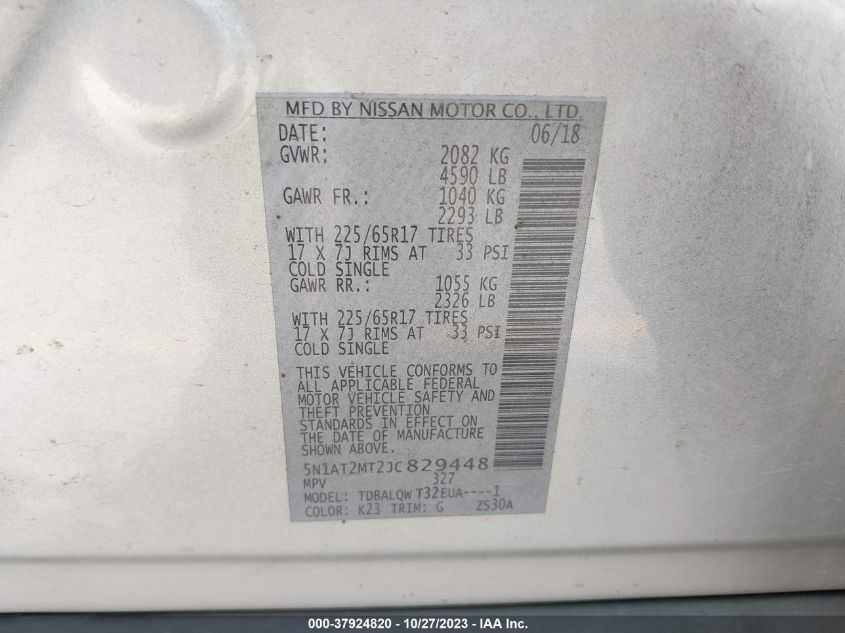 MFD BY NISSAN MOTOR CO., LTD.
DATE: 06/18
GVWR: 2082 KG
4590 LB
GAWR FR.: 1040 KG
2293 LB
WITH 225/65R17 TIRES
17 X 7J RIMS AT 33 PSI
COLD SINGLE
GAWR RR.: 1055 KG
2326 LB
WITH 225/65R17 TIRES
17 X 7J RIMS AT 33 PSI
COLD SINGLE
THIS VEHICLE CONFORMS TO
ALL APPLICABLE FEDERAL
MOTOR VEHICLE SAFETY AND
THEFT PREVENTION
STANDARDS IN EFFECT ON
THE DATE OF MANUFACTURE
SHOWN ABOVE.
5N1AT2MT2JC829448
MPV 327
MODEL: TDBALQW T32EUA----1
COLOR: K23 TRIM: G ZS30A
000-37924820 - 10/27/2023 - IAA Inc.